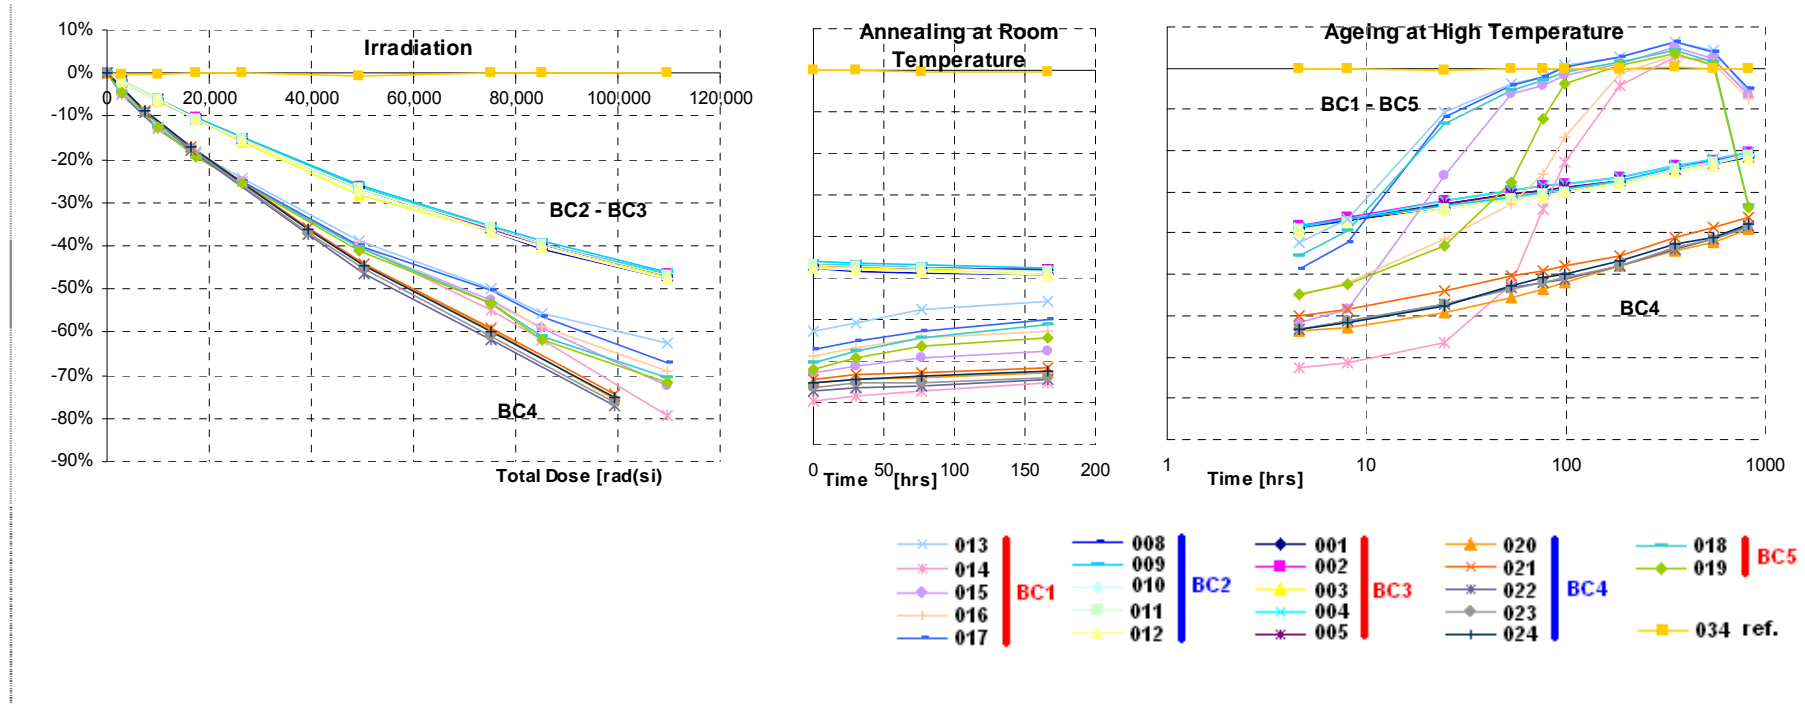 Irradiation
10%
0%
-10%
-20%
-30%
-40%
-50%
-60%
-70%
-80%
-90%
0 20,000 40,000 60,000 80,000 100,000 120,000
BC2 - BC3
BC4
Total Dose [rad(si)
Annealing at Room
Temperature
0 50 100 150 200
Time [hrs]
Ageing at High Temperature
BC1 - BC5
BC4
1 10 100 1000
Time [hrs]
013
014
015
016
017
BC1
008
009
010
011
012
BC2
001
002
003
004
005
BC3
020
021
022
023
024
BC4
018
019
BC5
034 ref.